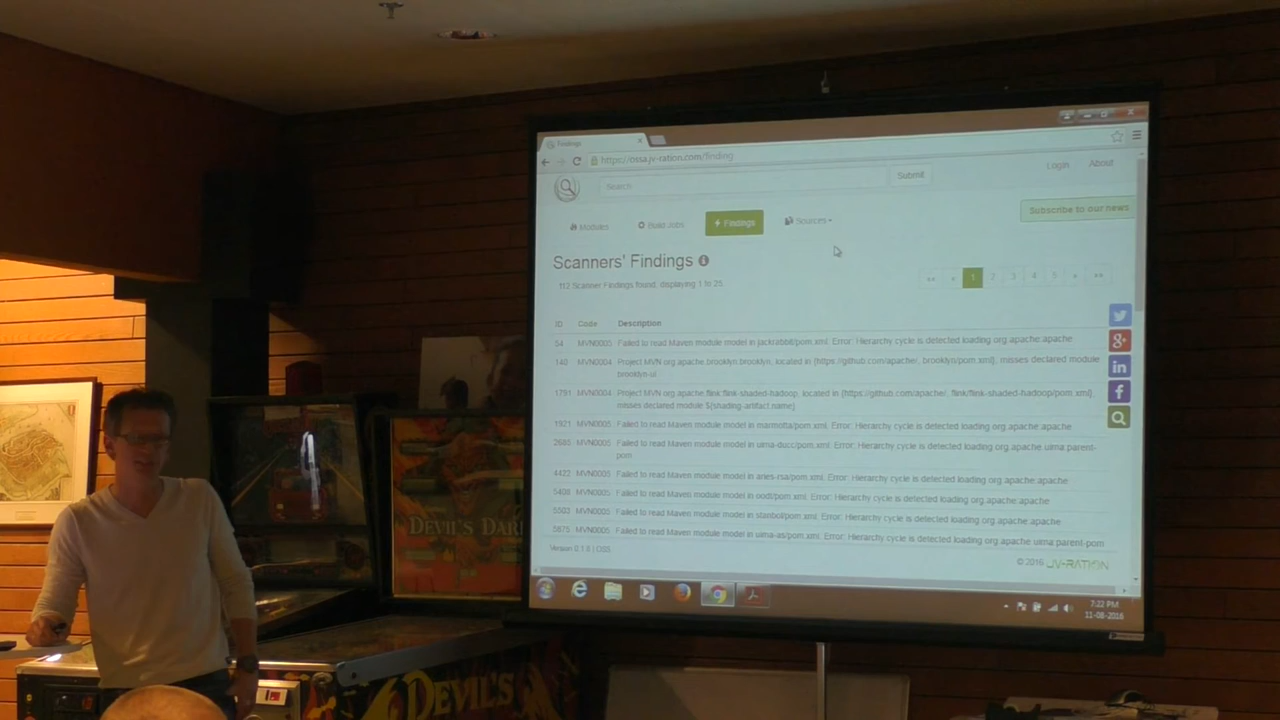 Findings
https://ossa.jv-ration.com/finding
Search
Submit
Login
About
Modules
Build Jobs
Findings
Sources
Subscribe to our news
Scanners' Findings
112 Scanner Findings found, displaying 1 to 25.
«« « 1 2 3 4 5 » »»
ID Code Description
54 MVN0005 Failed to read Maven module model in jackrabbit/pom.xml. Error: Hierarchy cycle is detected loading org.apache:apache
140 MVN0004 Project MVN org.apache.brooklyn:brooklyn, located in {https://github.com/apache/, brooklyn/pom.xml}, misses declared module
brooklyn-ui
1791 MVN0004 Project MVN org.apache.flink:flink-shaded-hadoop, located in {https://github.com/apache/, flink/flink-shaded-hadoop/pom.xml},
misses declared module ${shading-artifact.name}
1921 MVN0005 Failed to read Maven module model in marmotta/pom.xml. Error: Hierarchy cycle is detected loading org.apache:apache
2685 MVN0005 Failed to read Maven module model in uima-ducc/pom.xml. Error: Hierarchy cycle is detected loading org.apache.uima:parent-
pom
4422 MVN0005 Failed to read Maven module model in aries-rsa/pom.xml. Error: Hierarchy cycle is detected loading org.apache:apache
5408 MVN0005 Failed to read Maven module model in oodt/pom.xml. Error: Hierarchy cycle is detected loading org.apache:apache
5503 MVN0005 Failed to read Maven module model in stanbol/pom.xml. Error: Hierarchy cycle is detected loading org.apache:apache
5875 MVN0005 Failed to read Maven module model in uima-as/pom.xml. Error: Hierarchy cycle is detected loading org.apache.uima:parent-pom
Version 0.1.8 |
© 2016 JV-RATION
7:22 PM
11-08-2016
DEVIL'S DARE
DEVIL'S